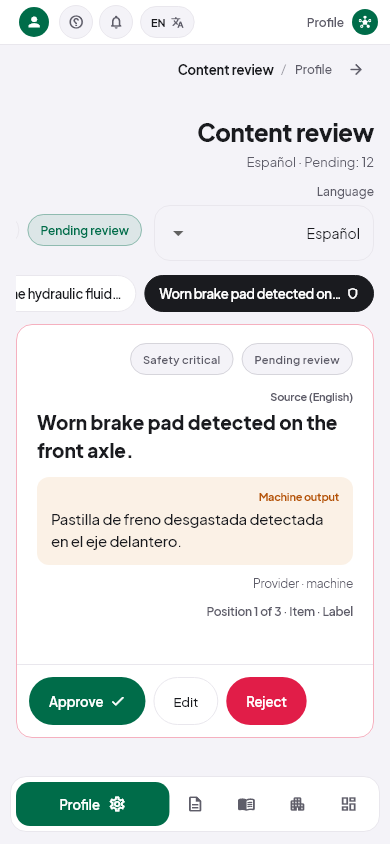 EN
Profile
Content review / Profile
Content review
Español · Pending: 12
Language
Español
Pending review
Worn brake pad detected on...
e hydraulic fluid...
Safety critical
Pending review
Source (English)
Worn brake pad detected on the
front axle.
Machine output
Pastilla de freno desgastada detectada
en el eje delantero.
Provider · machine
Position 1 of 3 · Item · Label
Approve
Edit
Reject
Profile